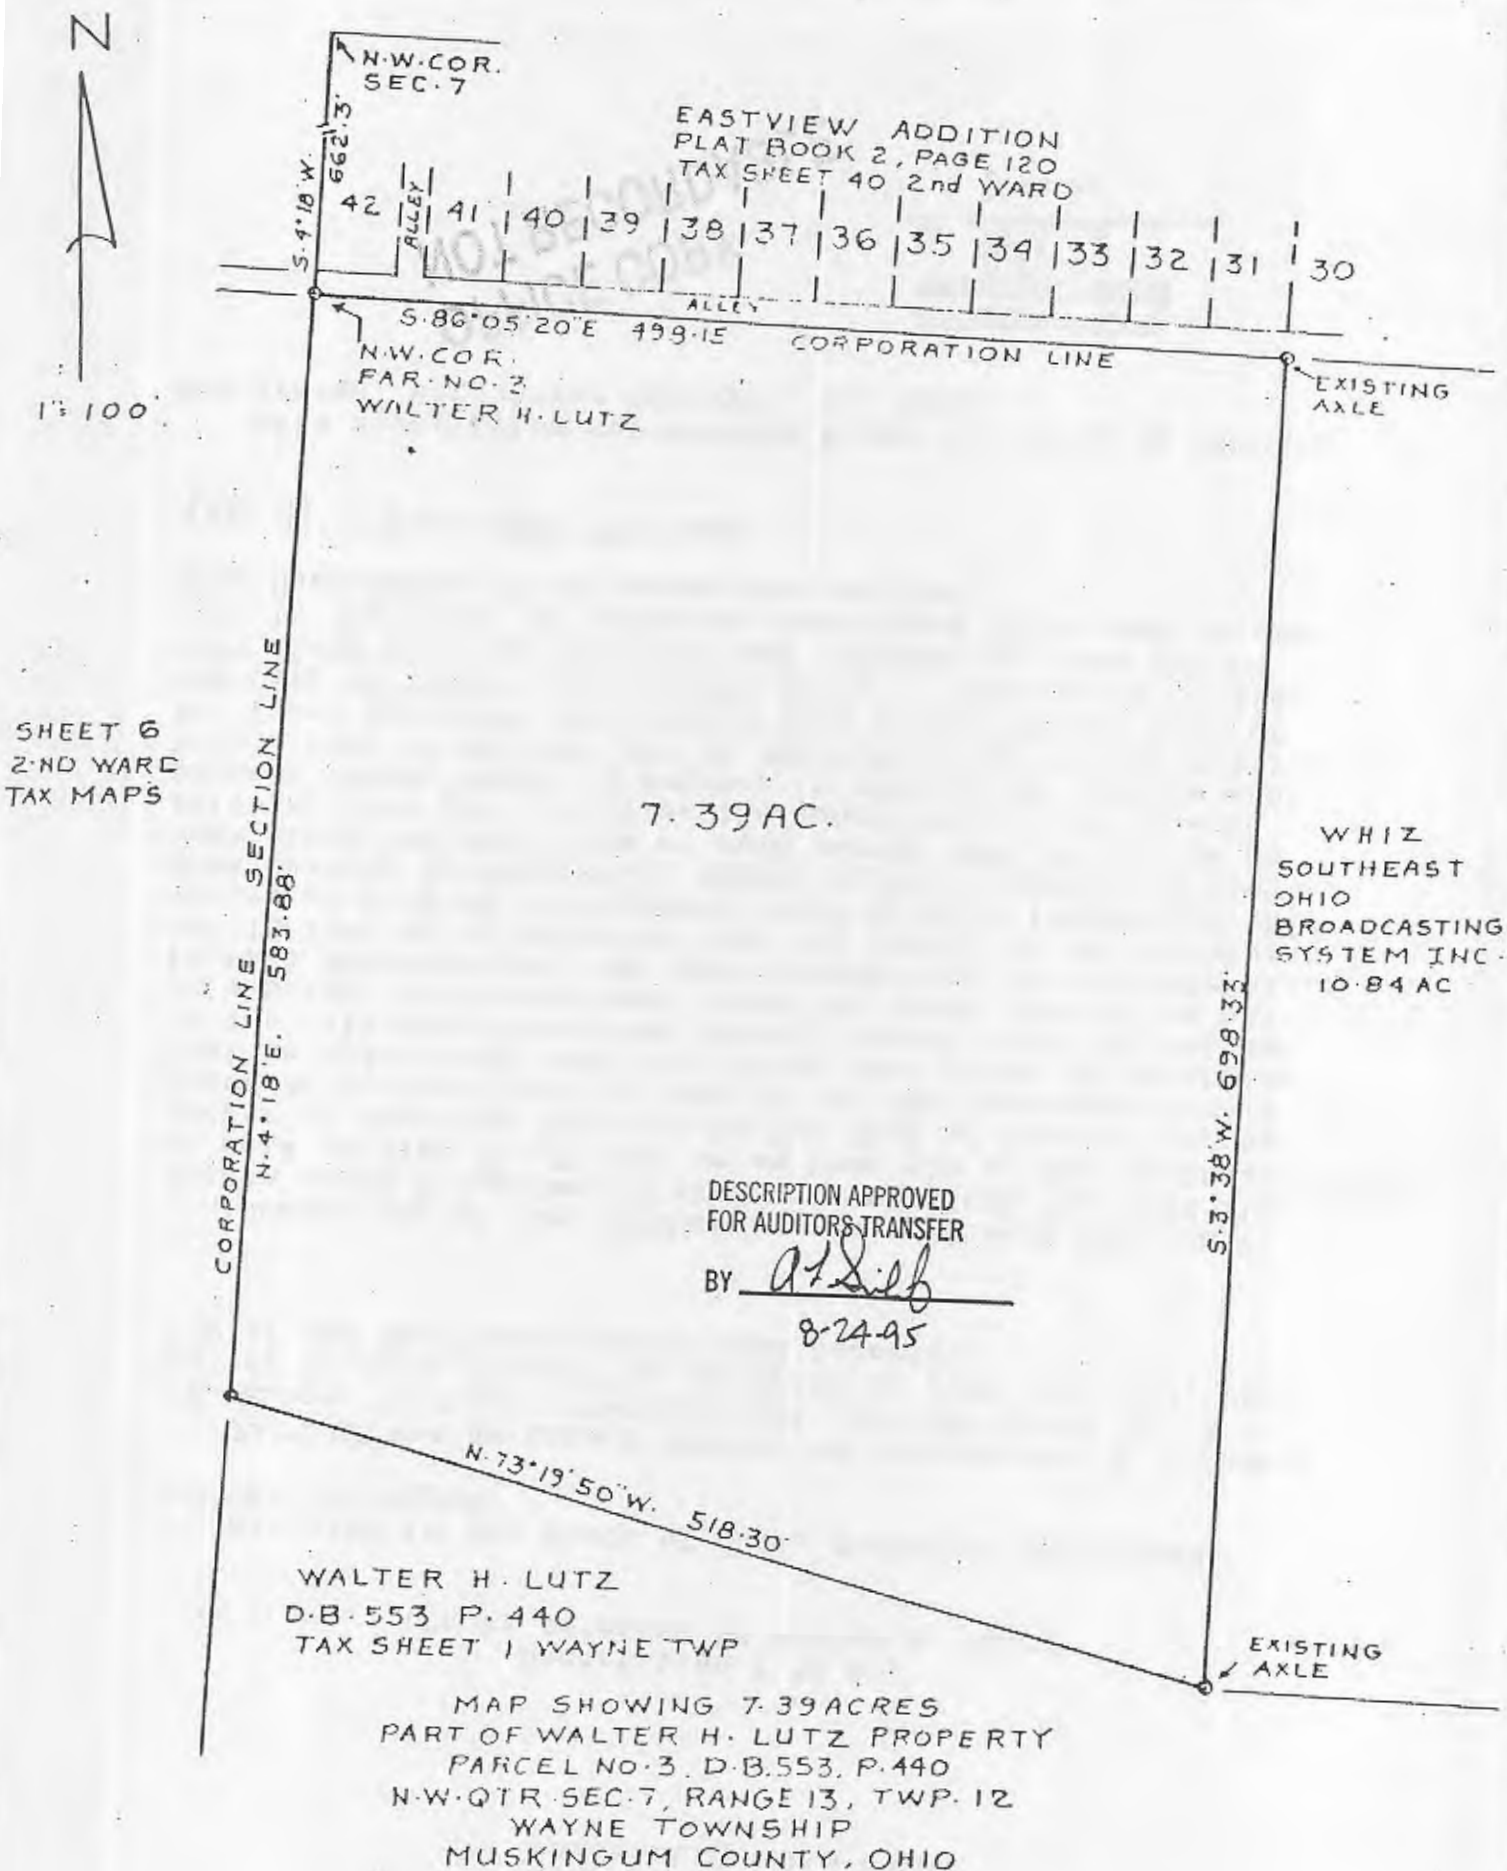 N
N.W.COR.
SEC.7
S.4°18'W.
662.3'
EASTVIEW ADDITION
PLAT BOOK 2, PAGE 120
TAX SHEET 40 2nd WARD
42
ALLEY
41
40
39
38
37
36
35
34
33
32
31
30
ALLEY
S.86°05'20"E 499.15
CORPORATION LINE
N.W.COR.
PAR.NO.2
WALTER H. LUTZ
EXISTING
AXLE
1"=100'
SHEET 6
2.ND WARD
TAX MAPS
CORPORATION LINE SECTION LINE
N.4°18'E. 583.88'
7.39 AC.
WHIZ
SOUTHEAST
OHIO
BROADCASTING
SYSTEM INC.
10.84 AC
S.3°38'W. 698.33'
DESCRIPTION APPROVED
FOR AUDITORS TRANSFER
BY
8-24-95
N.73°19'50"W. 518.30'
WALTER H. LUTZ
D.B.553 P.440
TAX SHEET 1 WAYNE TWP
EXISTING
AXLE
MAP SHOWING 7.39 ACRES
PART OF WALTER H. LUTZ PROPERTY
PARCEL NO.3, D.B.553, P.440
N.W.QTR.SEC.7, RANGE 13, TWP.12
WAYNE TOWNSHIP
MUSKINGUM COUNTY, OHIO